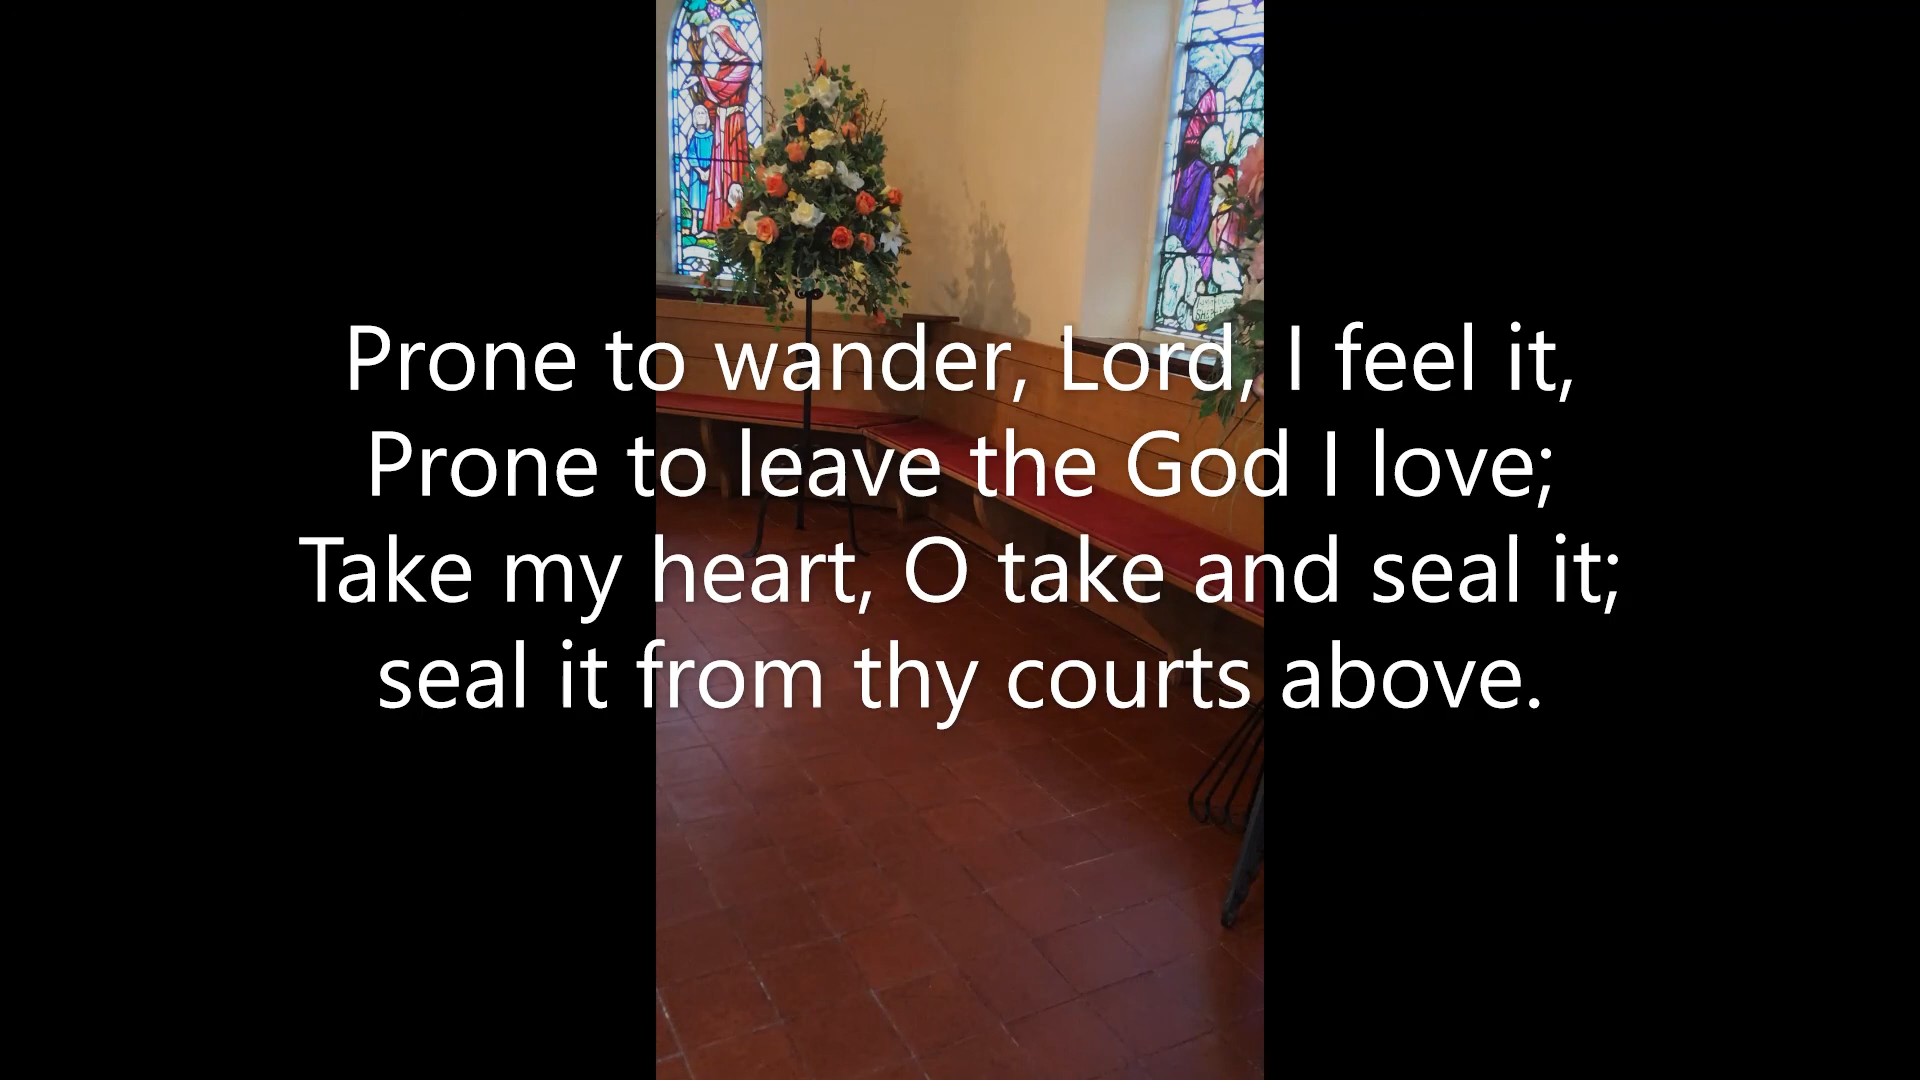 Prone to wander, Lord, I feel it,
Prone to leave the God I love;
Take my heart, O take and seal it;
seal it from thy courts above.